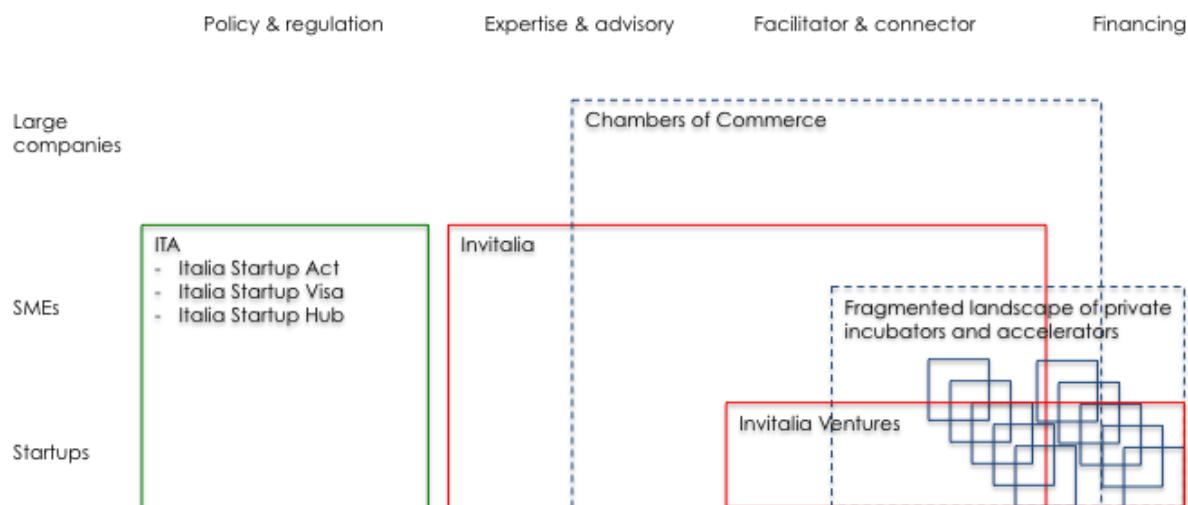 Policy & regulation
Expertise & advisory
Facilitator & connector
Financing
Large
companies
Chambers of Commerce
ITA
- Italia Startup Act
- Italia Startup Visa
- Italia Startup Hub
Invitalia
SMEs
Fragmented landscape of private
incubators and accelerators
Invitalia Ventures
Startups